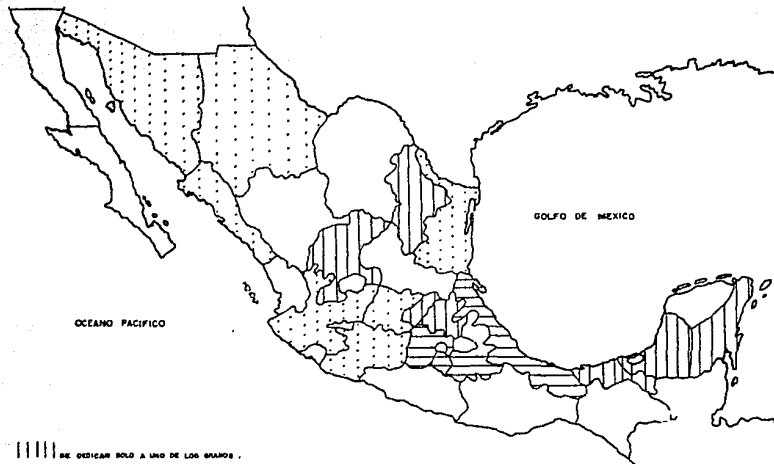 GOLFO DE MEXICO
OCEANO PACIFICO
SE DEDICAN SOLO A UNO DE LOS GRANOS.